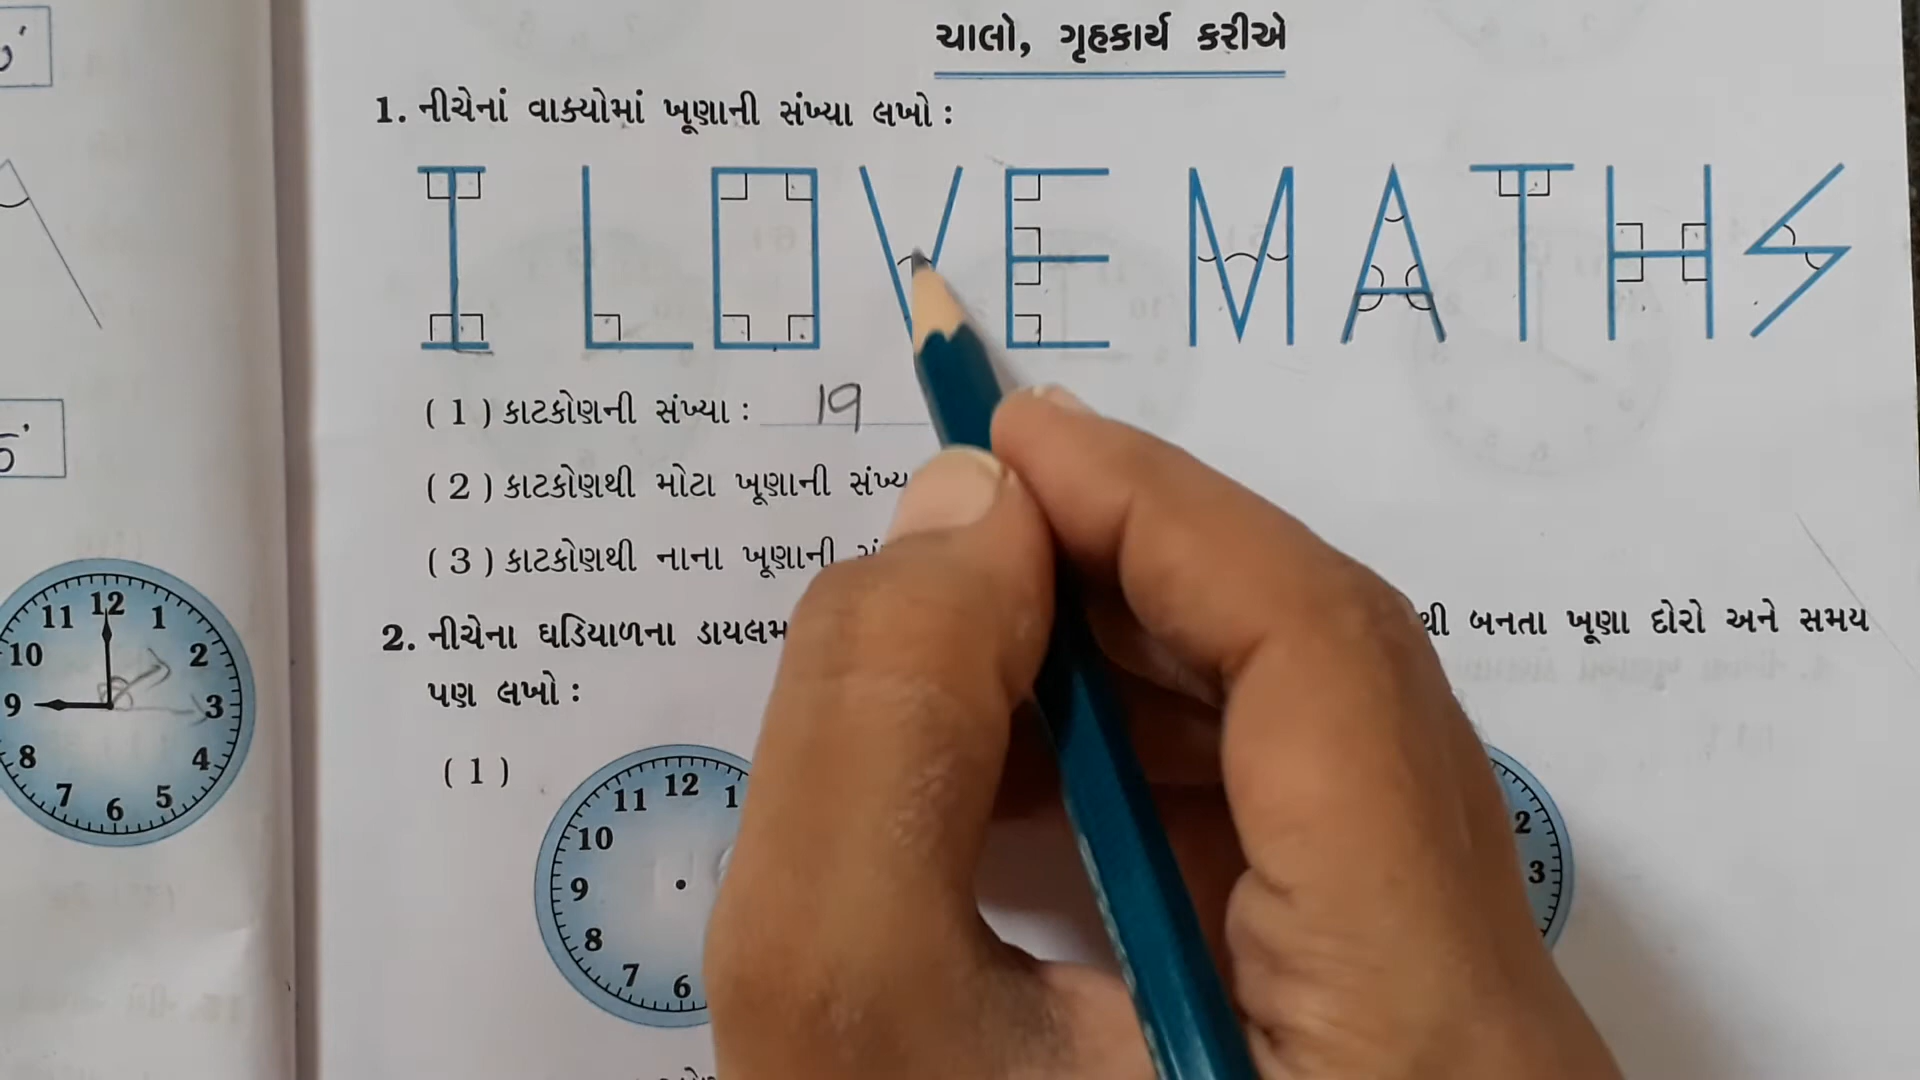 ચાલો, ગૃહકાર્ય કરીએ
1. નીચેનાં વાક્યોમાં ખૂણાની સંખ્યા લખો :
I LOVE MATHS
( 1 ) કાટકોણની સંખ્યા : 19
( 2 ) કાટકોણથી મોટા ખૂણાની
( 3 ) કાટકોણથી નાના ખૂણાની
2. નીચેના ઘડિયાળના બનતા ખૂણા દોરો અને સમય
પણ લખો :
( 1 )
11 12 1
10 2
9 3
8 4
7 6 5
11 12 1
10
9
8
7 6
2
3